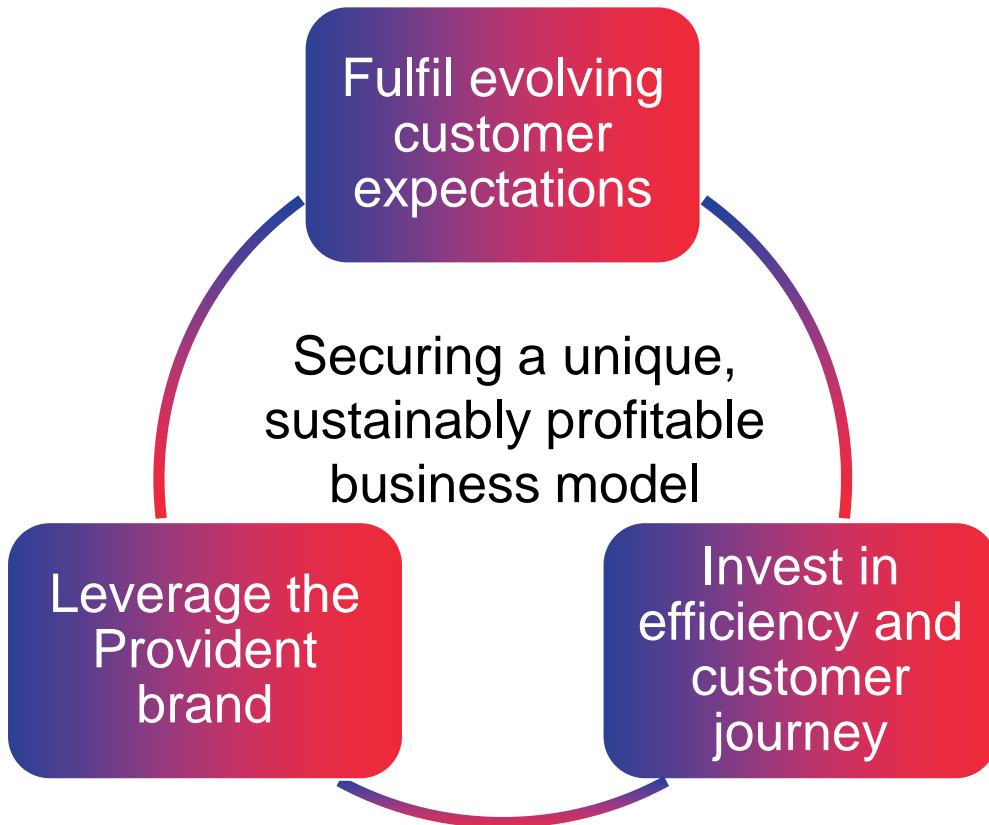 Fulfil evolving
customer
expectations
Securing a unique,
sustainably profitable
business model
Leverage the
Provident
brand
Invest in
efficiency and
customer
journey